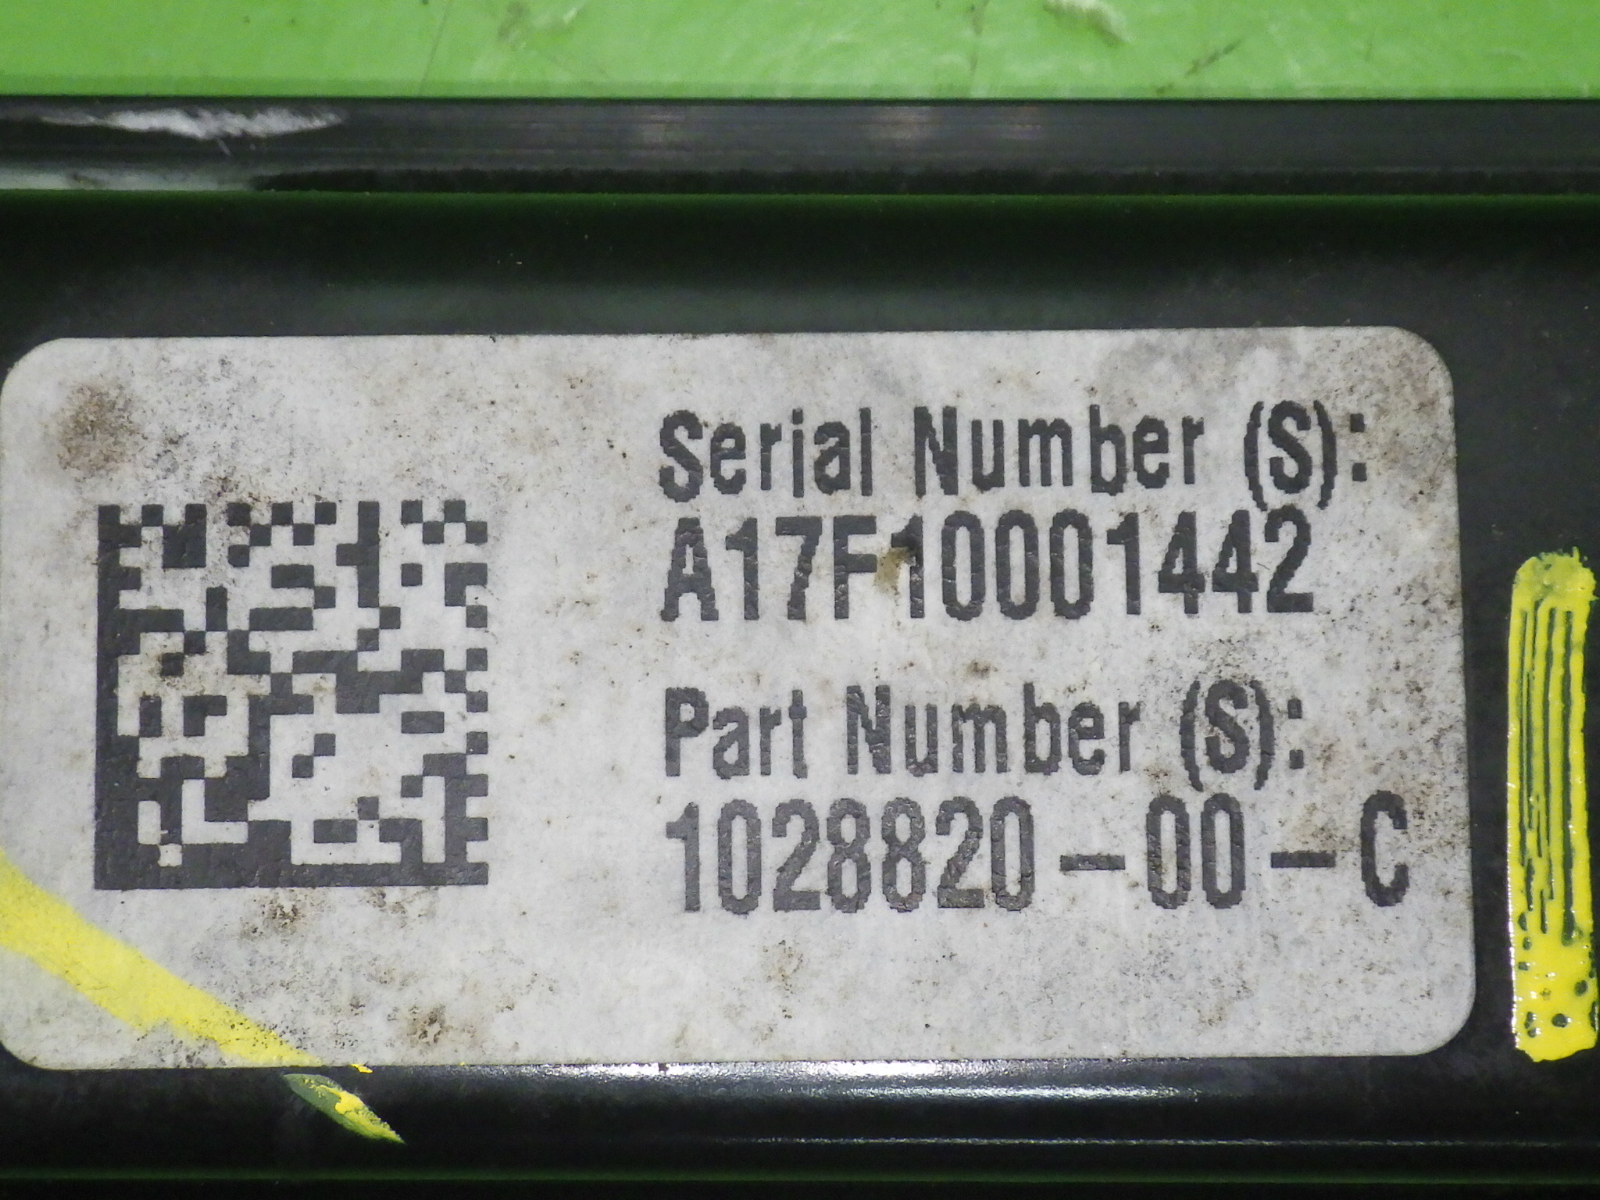 Serial Number (S):
A17F10001442
Part Number (S):
1028820-00-C